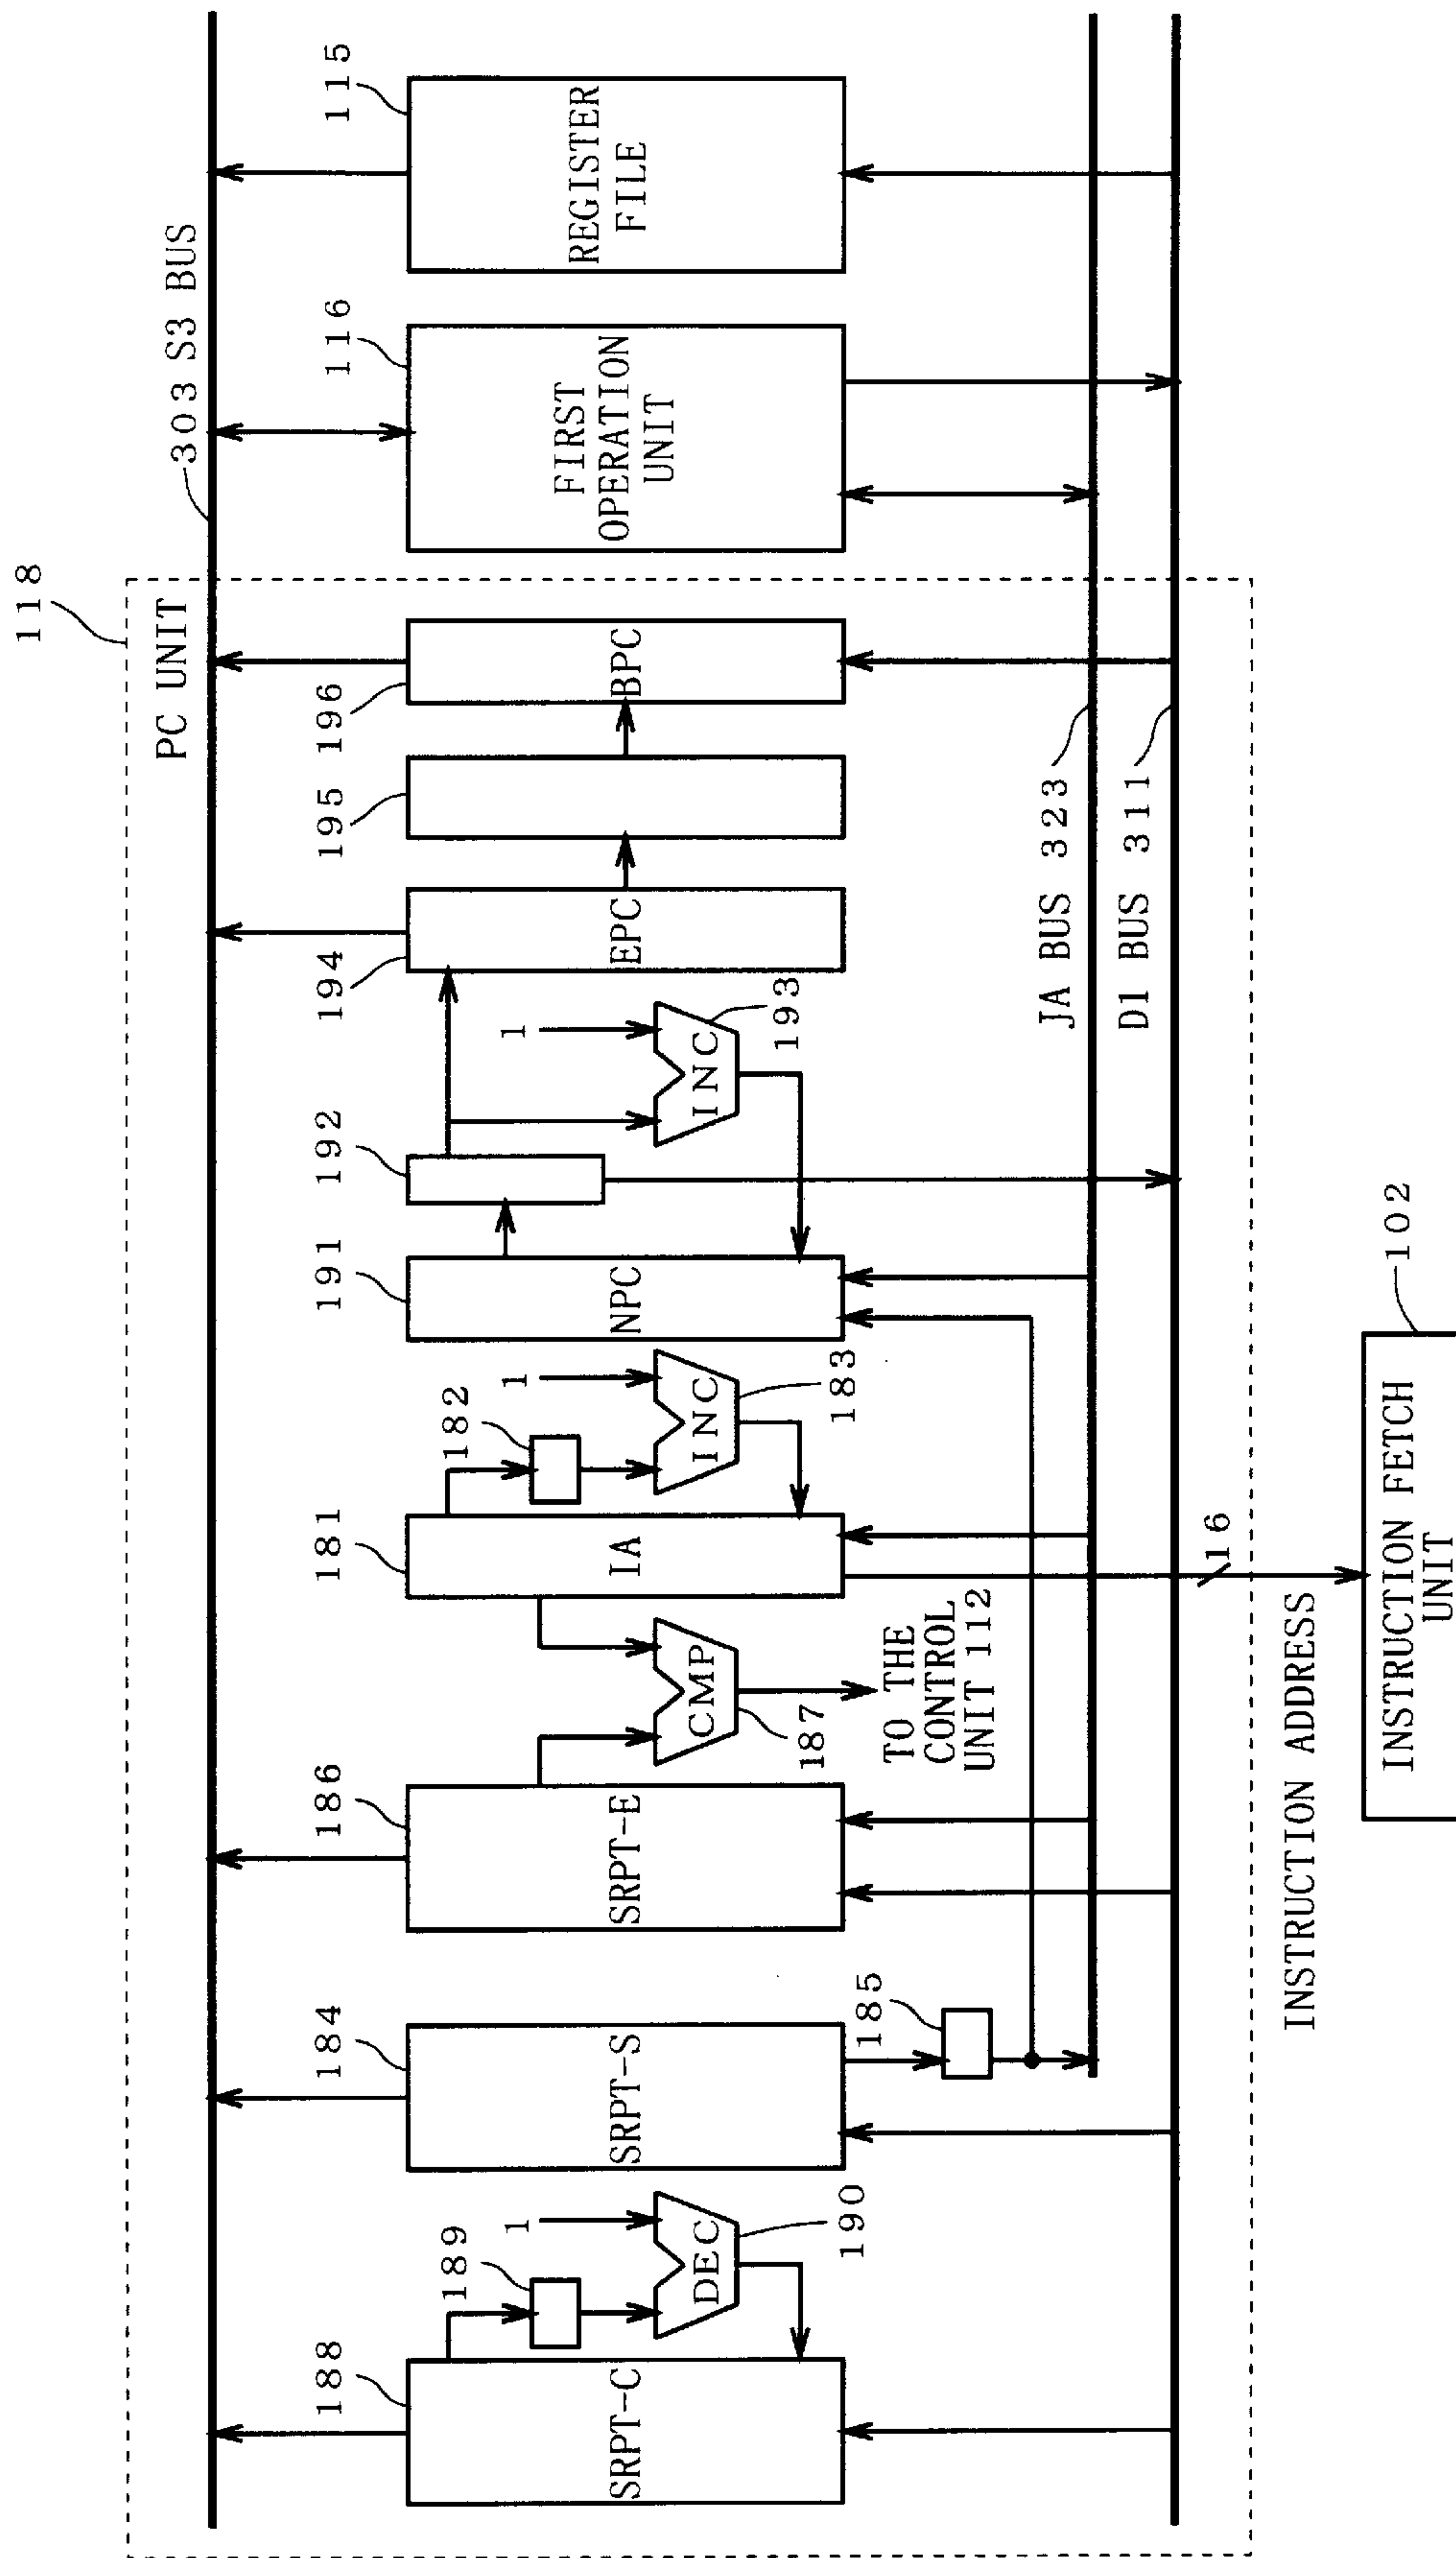 118
PC UNIT
303 S3 BUS
188
SRPT-C
189
1
DEC
190
184
SRPT-S
185
186
SRPT-E
CMP
187
TO THE
CONTROL
UNIT 112
181
IA
182
1
INC
183
191
NPC
192
1
INC
193
194
EPC
195
196
BPC
116
FIRST
OPERATION
UNIT
115
REGISTER
FILE
JA BUS 323
D1 BUS 311
16
INSTRUCTION ADDRESS
102
INSTRUCTION FETCH
UNIT